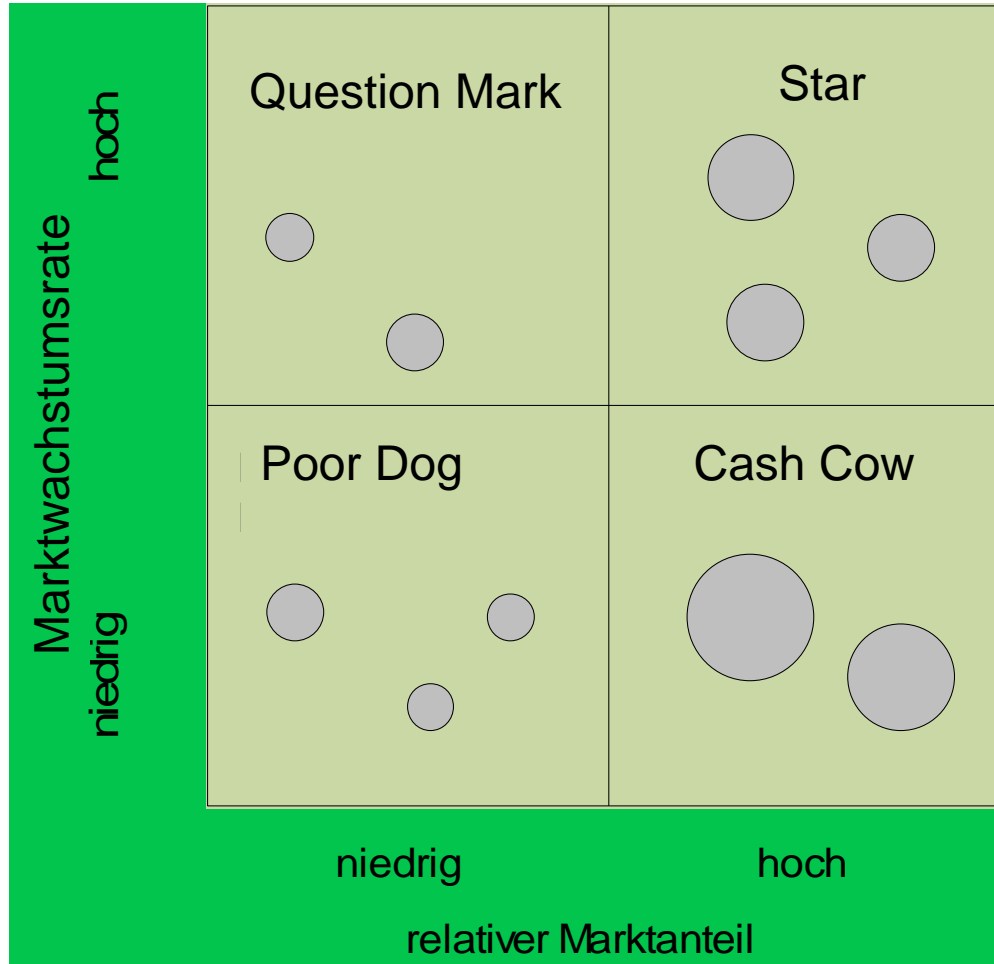 Question Mark
Star
hoch
Marktwachstumsrate
Poor Dog
Cash Cow
niedrig
niedrig
hoch
relativer Marktanteil